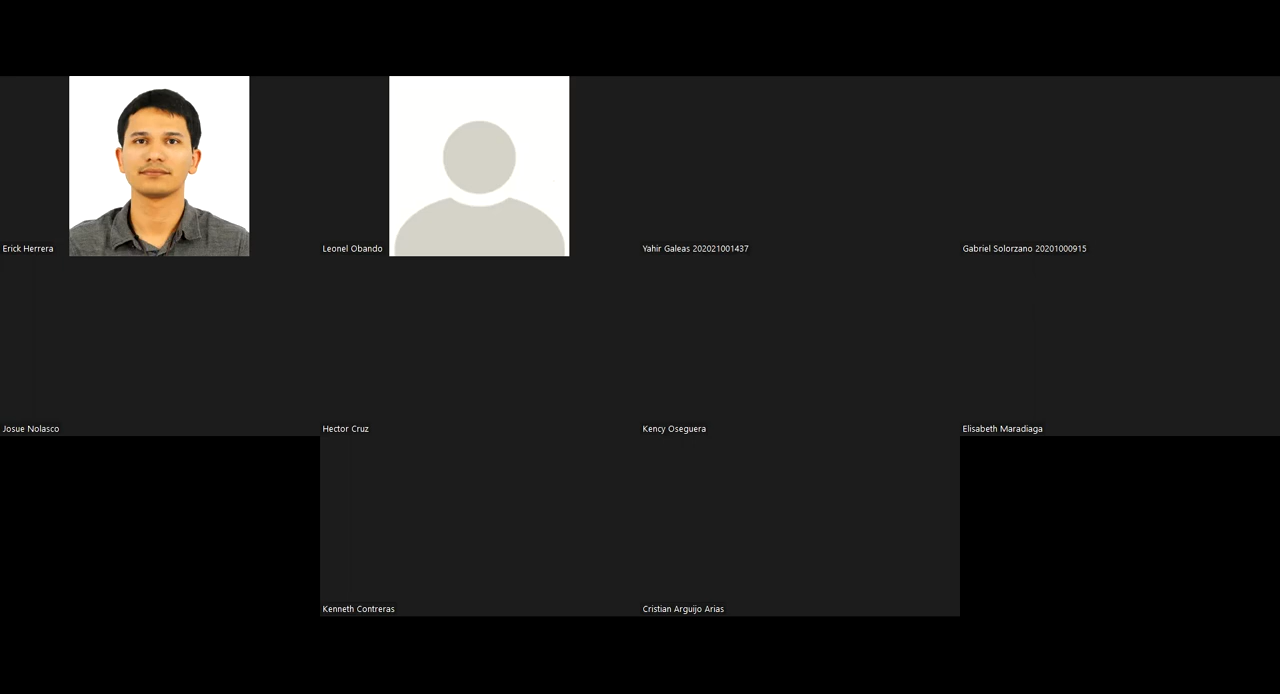 Erick Herrera
Leonel Obando
Yahir Galeas 202021001437
Gabriel Solorzano 20201000915
Josue Nolasco
Hector Cruz
Kency Oseguera
Elisabeth Maradiaga
Kenneth Contreras
Cristian Arguijo Arias